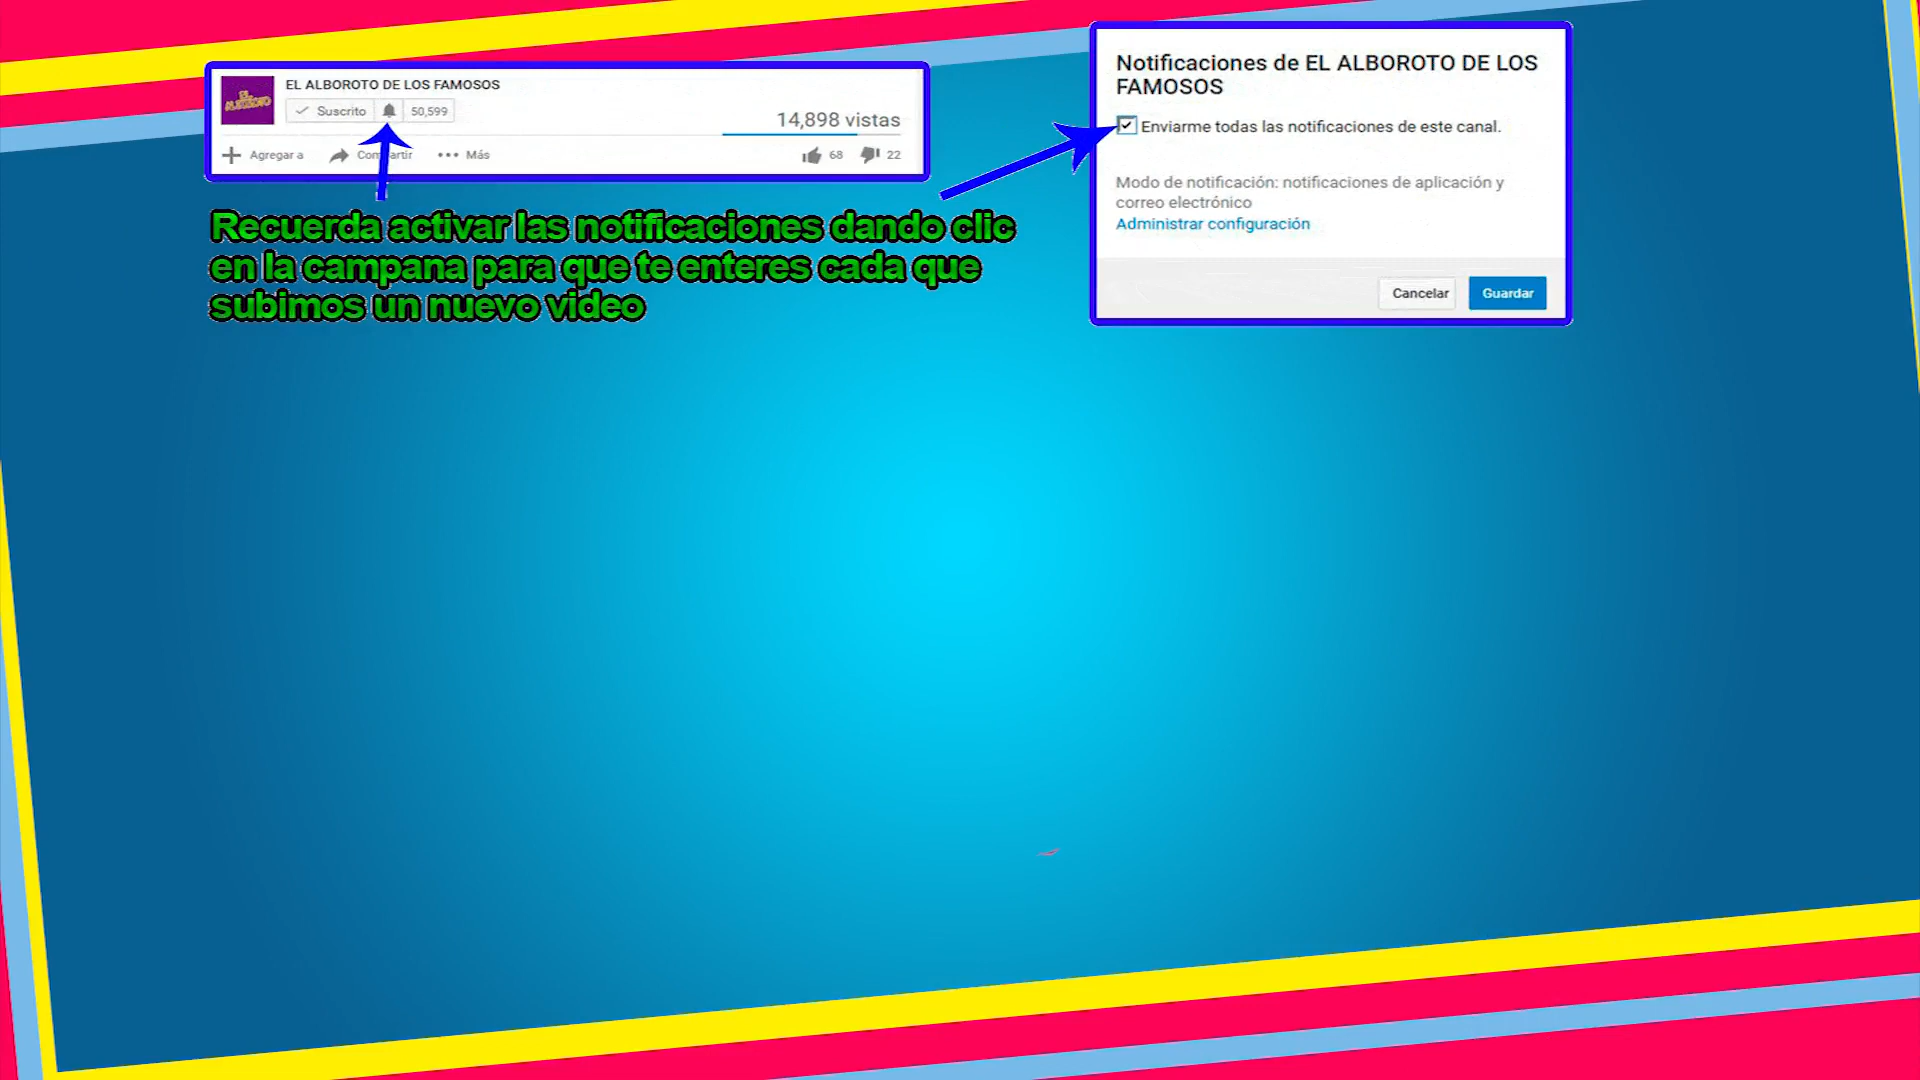 EL ALBOROTO DE LOS FAMOSOS
Suscrito 50,599
14,898 vistas
Agregar a Compartir Más 68 22
Recuerda activar las notificaciones dando clic
en la campana para que te enteres cada que
subimos un nuevo video
Notificaciones de EL ALBOROTO DE LOS
FAMOSOS
Enviarme todas las notificaciones de este canal.
Modo de notificación: notificaciones de aplicación y
correo electrónico
Administrar configuración
Cancelar Guardar
EL
ALBOROTO